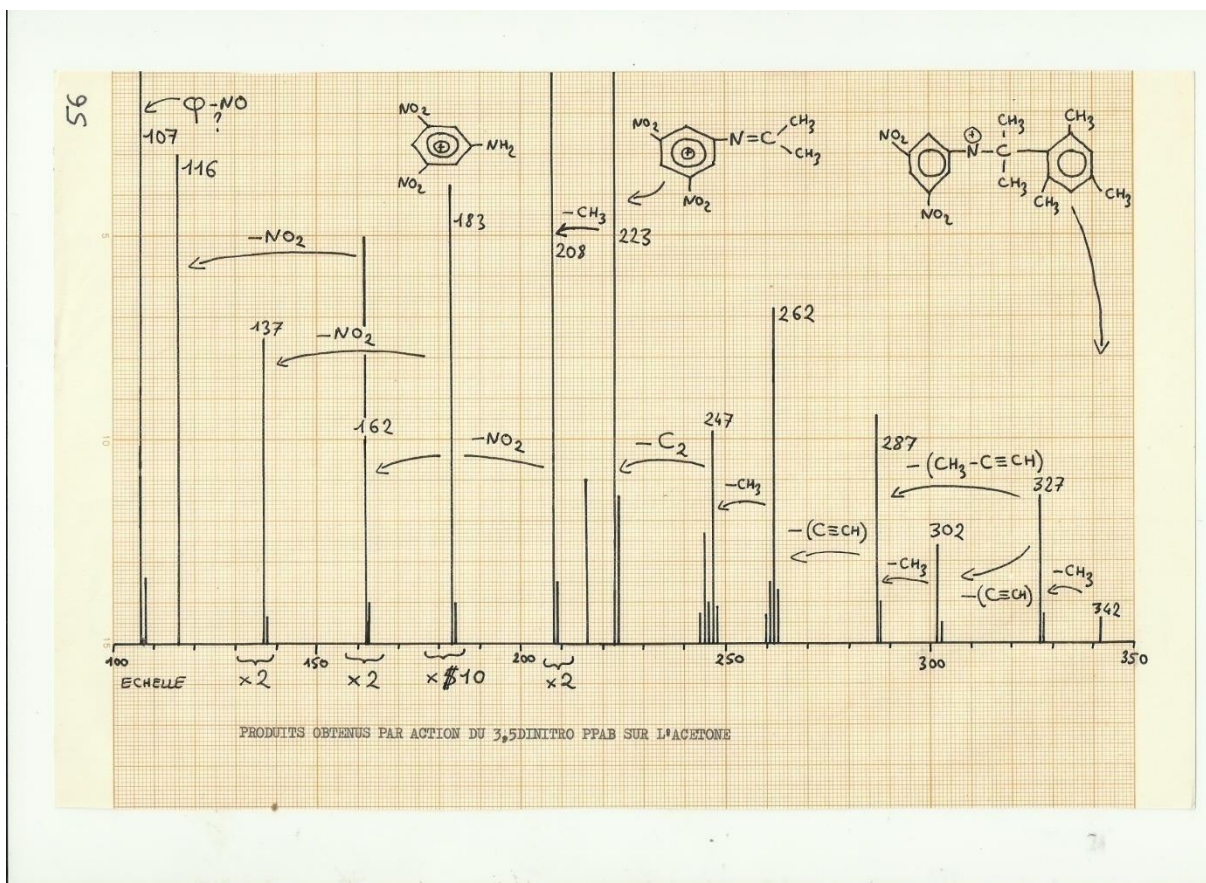 56
Φ-NO
?
107
116
NO2
NH2
NO2
183
-NO2
-NO2
137
162
-NO2
-CH3
208
223
NO2
N=C
CH3
CH3
NO2
NO2
N
C
CH3
CH3
NO2
CH3
CH3
CH3
262
-C2
247
-CH3
287
-(C≡CH)
-(CH3-C≡CH)
327
302
-CH3
-(C≡CH)
-CH3
342
5
10
15
100
150
200
250
300
350
ECHELLE
×2
×2
×10
×2
PRODUITS OBTENUS PAR ACTION DU 3,5DINITRO PPAB SUR L'ACETONE